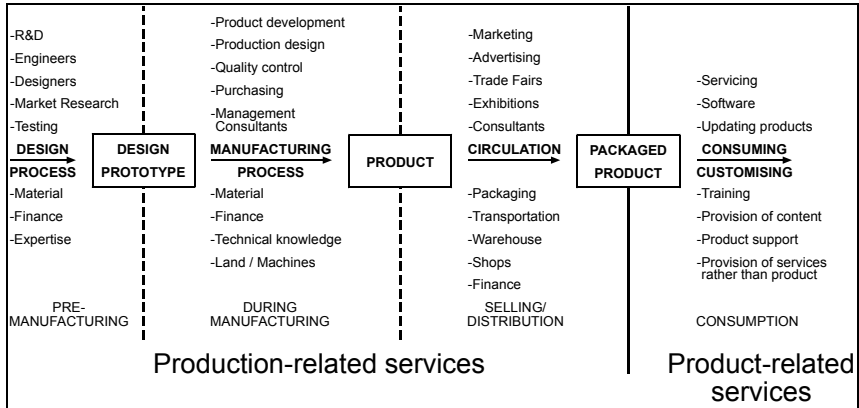 -R&D
-Engineers
-Designers
-Market Research
-Testing
DESIGN
PROCESS
-Material
-Finance
-Expertise
PRE-
MANUFACTURING
DESIGN
PROTOTYPE
-Product development
-Production design
-Quality control
-Purchasing
-Management
Consultants
MANUFACTURING
PROCESS
-Material
-Finance
-Technical knowledge
-Land / Machines
DURING
MANUFACTURING
PRODUCT
-Marketing
-Advertising
-Trade Fairs
-Exhibitions
-Consultants
CIRCULATION
-Packaging
-Transportation
-Warehouse
-Shops
-Finance
SELLING/
DISTRIBUTION
PACKAGED
PRODUCT
-Servicing
-Software
-Updating products
CONSUMING
CUSTOMISING
-Training
-Provision of content
-Product support
-Provision of services
rather than product
CONSUMPTION
Production-related services
Product-related
services